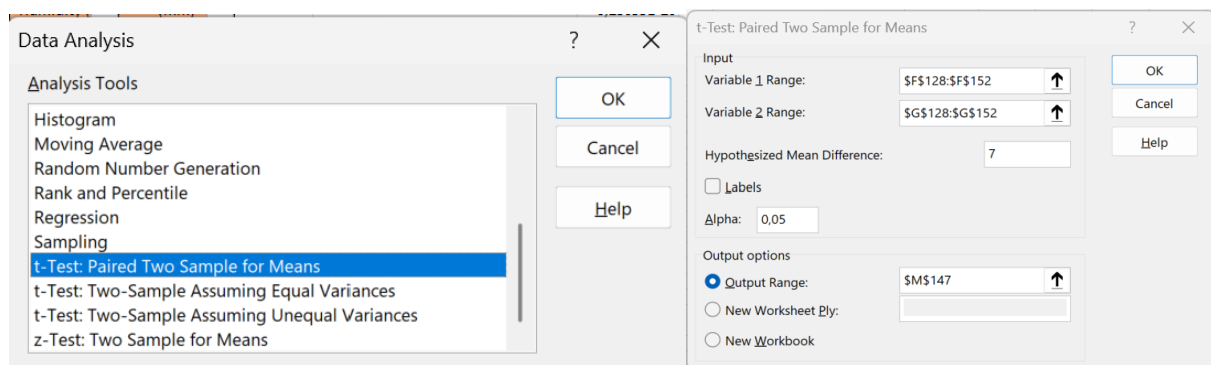 Data Analysis
?
Analysis Tools
Histogram
Moving Average
Random Number Generation
Rank and Percentile
Regression
Sampling
t-Test: Paired Two Sample for Means
t-Test: Two-Sample Assuming Equal Variances
t-Test: Two-Sample Assuming Unequal Variances
z-Test: Two Sample for Means
OK
Cancel
Help
t-Test: Paired Two Sample for Means
?
Input
Variable 1 Range: $F$128:$F$152
Variable 2 Range: $G$128:$G$152
Hypothesized Mean Difference: 7
Labels
Alpha: 0,05
Output options
Output Range: $M$147
New Worksheet Ply:
New Workbook
OK
Cancel
Help